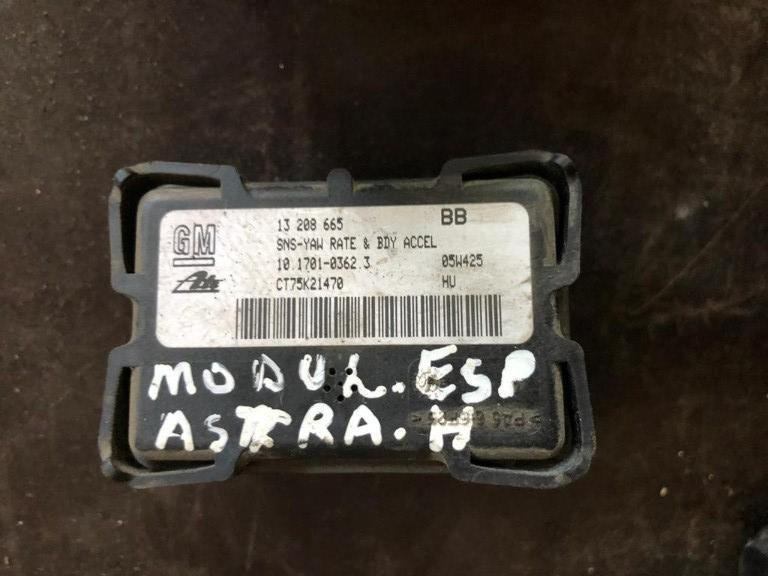 GM
13 208 665 BB
SNS-YAW RATE & BDY ACCEL
10.1701-0362.3 05W425
Ate CT75K21470 HU
MODUL.ESP
ASTRA.H